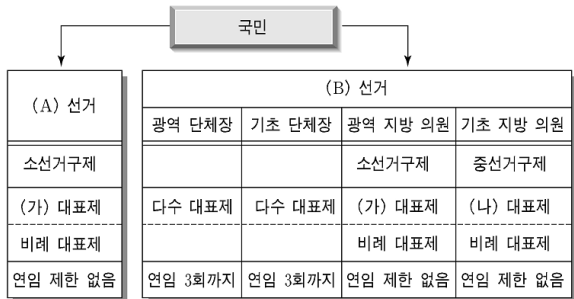 국민
(A) 선거
(B) 선거
광역 단체장 기초 단체장 광역 지방 의원 기초 지방 의원
소선거구제 소선거구제 중선거구제
(가) 대표제 다수 대표제 다수 대표제 (가) 대표제 (나) 대표제
비례 대표제 비례 대표제 비례 대표제
연임 제한 없음 연임 3회까지 연임 3회까지 연임 제한 없음 연임 제한 없음